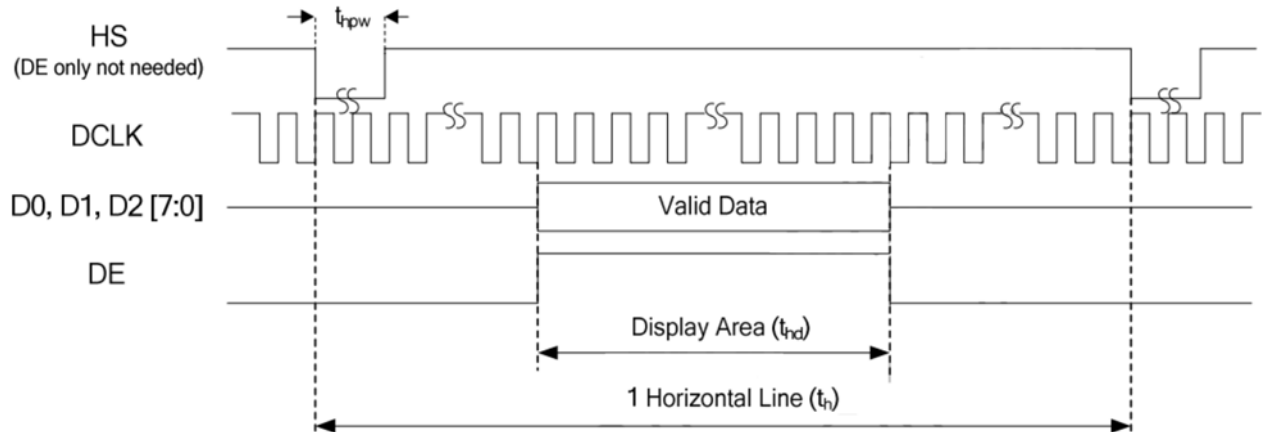 t_hpw
HS
(DE only not needed)
DCLK
D0, D1, D2 [7:0]
Valid Data
DE
Display Area (t_hd)
1 Horizontal Line (t_h)